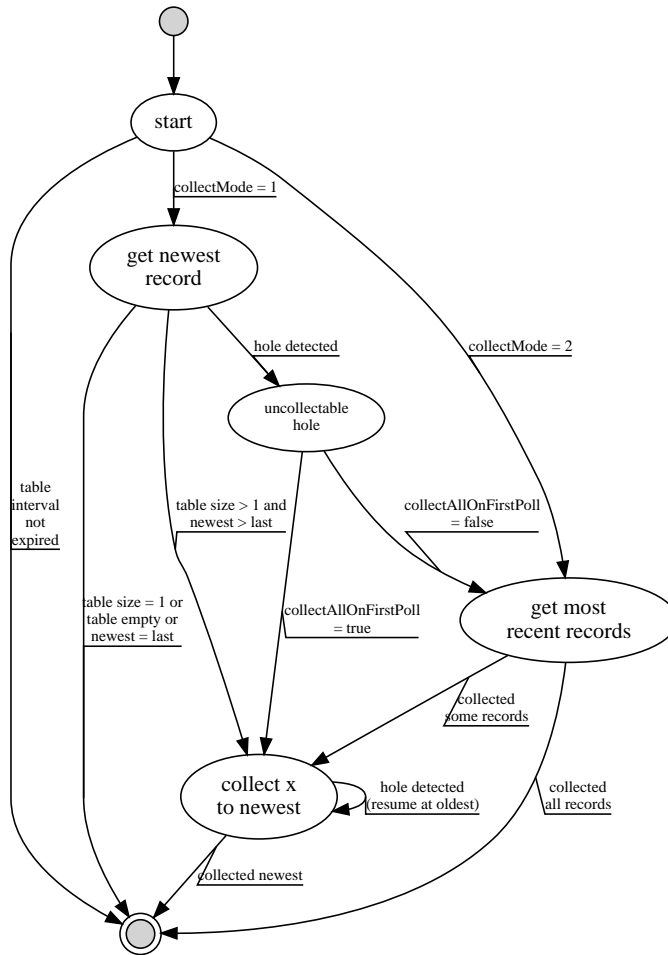 start
collectMode = 1
get newest
record
hole detected
collectMode = 2
uncollectable
hole
table
interval
not
expired
table size > 1 and
newest > last
collectAllOnFirstPoll
= false
table size = 1 or
table empty or
newest = last
collectAllOnFirstPoll
= true
get most
recent records
collected
some records
collect x
to newest
hole detected
(resume at oldest)
collected
all records
collected newest